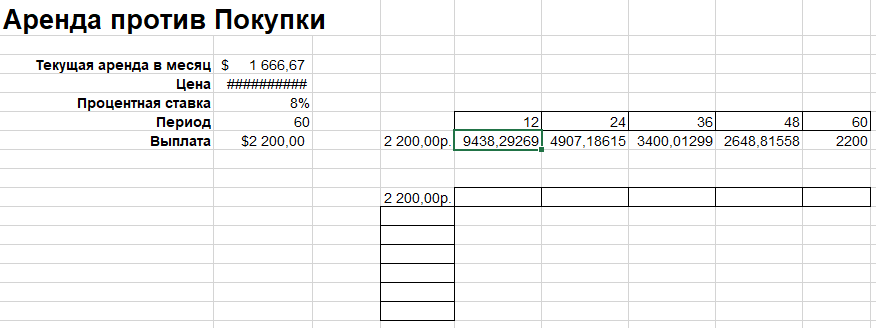 Аренда против Покупки
Текущая аренда в месяц $ 1 666,67
Цена ##########
Процентная ставка 8%
Период 60 12 24 36 48 60
Выплата $2 200,00 2 200,00р. 9438,29269 4907,18615 3400,01299 2648,81558 2200
2 200,00р.